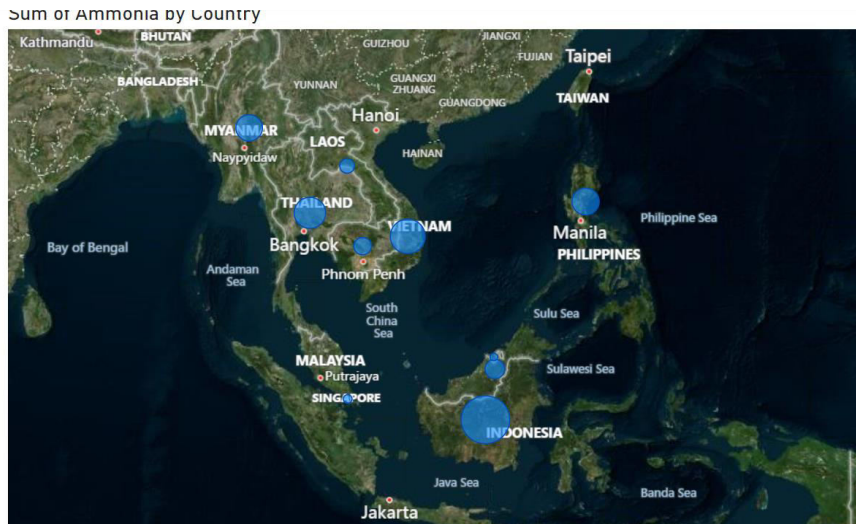 Sum of Ammonia by Country
Kathmandu
BHUTAN
BANGLADESH
GUIZHOU
JIANGXI
FUJIAN
YUNNAN
GUANGXI
ZHUANG
GUANGDONG
Taipei
TAIWAN
MYANMAR
Naypyidaw
LAOS
Hanoi
HAINAN
THAILAND
Bangkok
VIETNAM
Phnom Penh
Manila
PHILIPPINES
Philippine Sea
Bay of Bengal
Andaman
Sea
South
China
Sea
Sulu Sea
MALAYSIA
Putrajaya
SINGAPORE
Sulawesi Sea
INDONESIA
Java Sea
Banda Sea
Jakarta